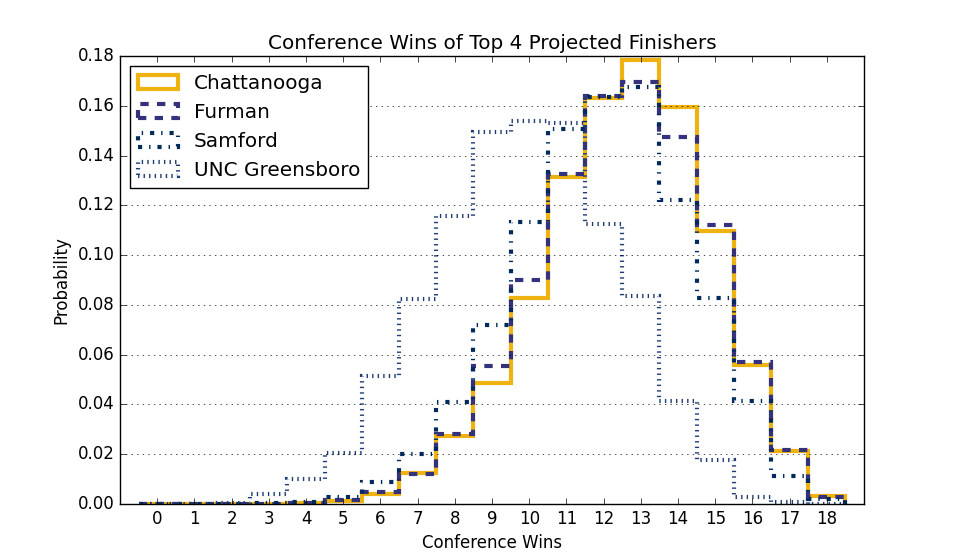 Conference Wins of Top 4 Projected Finishers
Chattanooga
Furman
Samford
UNC Greensboro
Probability
0.18
0.16
0.14
0.12
0.10
0.08
0.06
0.04
0.02
0.00
0 1 2 3 4 5 6 7 8 9 10 11 12 13 14 15 16 17 18
Conference Wins